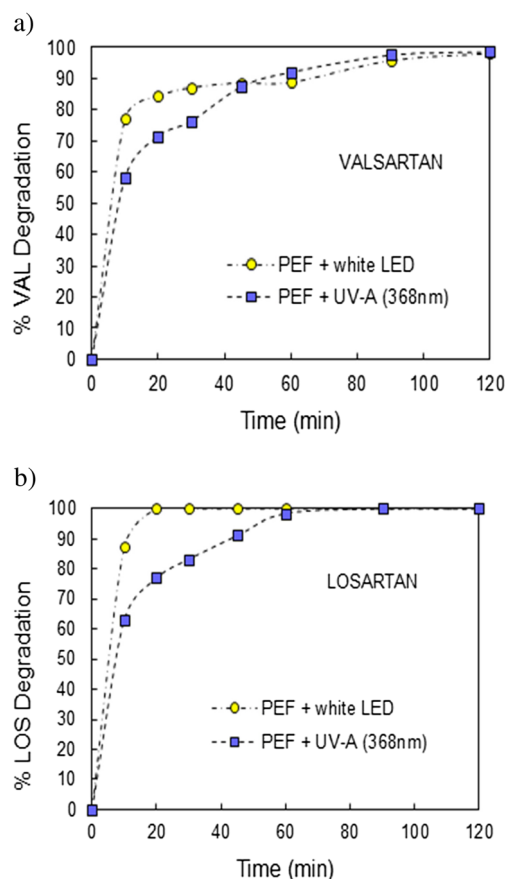 a)
100
90
80
70
60
50
40
30
20
10
0
% VAL Degradation
VALSARTAN
PEF + white LED
PEF + UV-A (368nm)
0 20 40 60 80 100 120
Time (min)
b)
100
90
80
70
60
50
40
30
20
10
0
% LOS Degradation
LOSARTAN
PEF + white LED
PEF + UV-A (368nm)
0 20 40 60 80 100 120
Time (min)